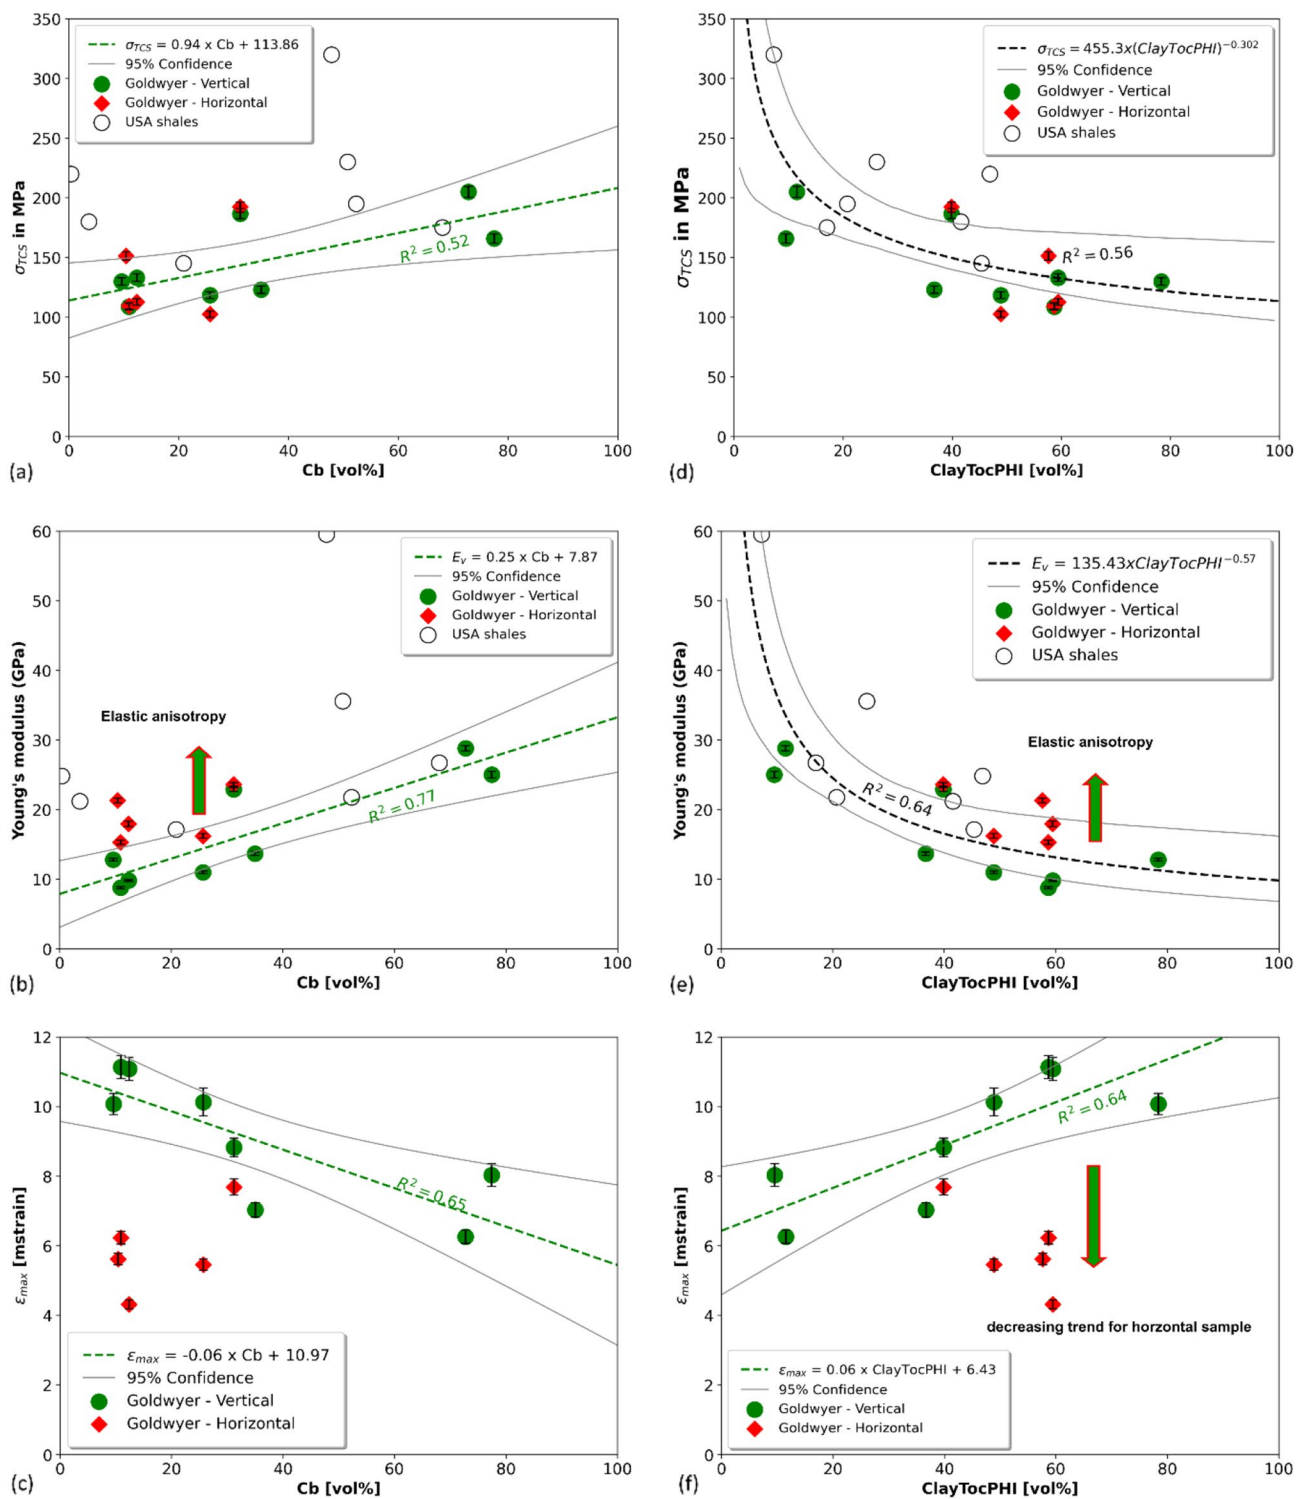 350
300
250
200
150
100
50
0
σTCS in MPa
σTCS = 0.94 x Cb + 113.86
95% Confidence
Goldwyer - Vertical
Goldwyer - Horizontal
USA shales
R² = 0.52
0 20 40 60 80 100
Cb [vol%]
(a)
350
300
250
200
150
100
50
0
σTCS in MPa
σTCS = 455.3x(ClayTocPHI)⁻⁰·³⁰²
95% Confidence
Goldwyer - Vertical
Goldwyer - Horizontal
USA shales
R² = 0.56
0 20 40 60 80 100
ClayTocPHI [vol%]
(d)
60
50
40
30
20
10
0
Young's modulus (GPa)
Ev = 0.25 x Cb + 7.87
95% Confidence
Goldwyer - Vertical
Goldwyer - Horizontal
USA shales
Elastic anisotropy
R² = 0.77
0 20 40 60 80 100
Cb [vol%]
(b)
60
50
40
30
20
10
0
Young's modulus (GPa)
Ev = 135.43xClayTocPHI⁻⁰·⁵⁷
95% Confidence
Goldwyer - Vertical
Goldwyer - Horizontal
USA shales
Elastic anisotropy
R² = 0.64
0 20 40 60 80 100
ClayTocPHI [vol%]
(e)
12
10
8
6
4
2
0
εmax [mstrain]
R² = 0.65
εmax = -0.06 x Cb + 10.97
95% Confidence
Goldwyer - Vertical
Goldwyer - Horizontal
0 20 40 60 80 100
Cb [vol%]
(c)
12
10
8
6
4
2
0
εmax [mstrain]
R² = 0.64
decreasing trend for horzontal sample
εmax = 0.06 x ClayTocPHI + 6.43
95% Confidence
Goldwyer - Vertical
Goldwyer - Horizontal
0 20 40 60 80 100
ClayTocPHI [vol%]
(f)